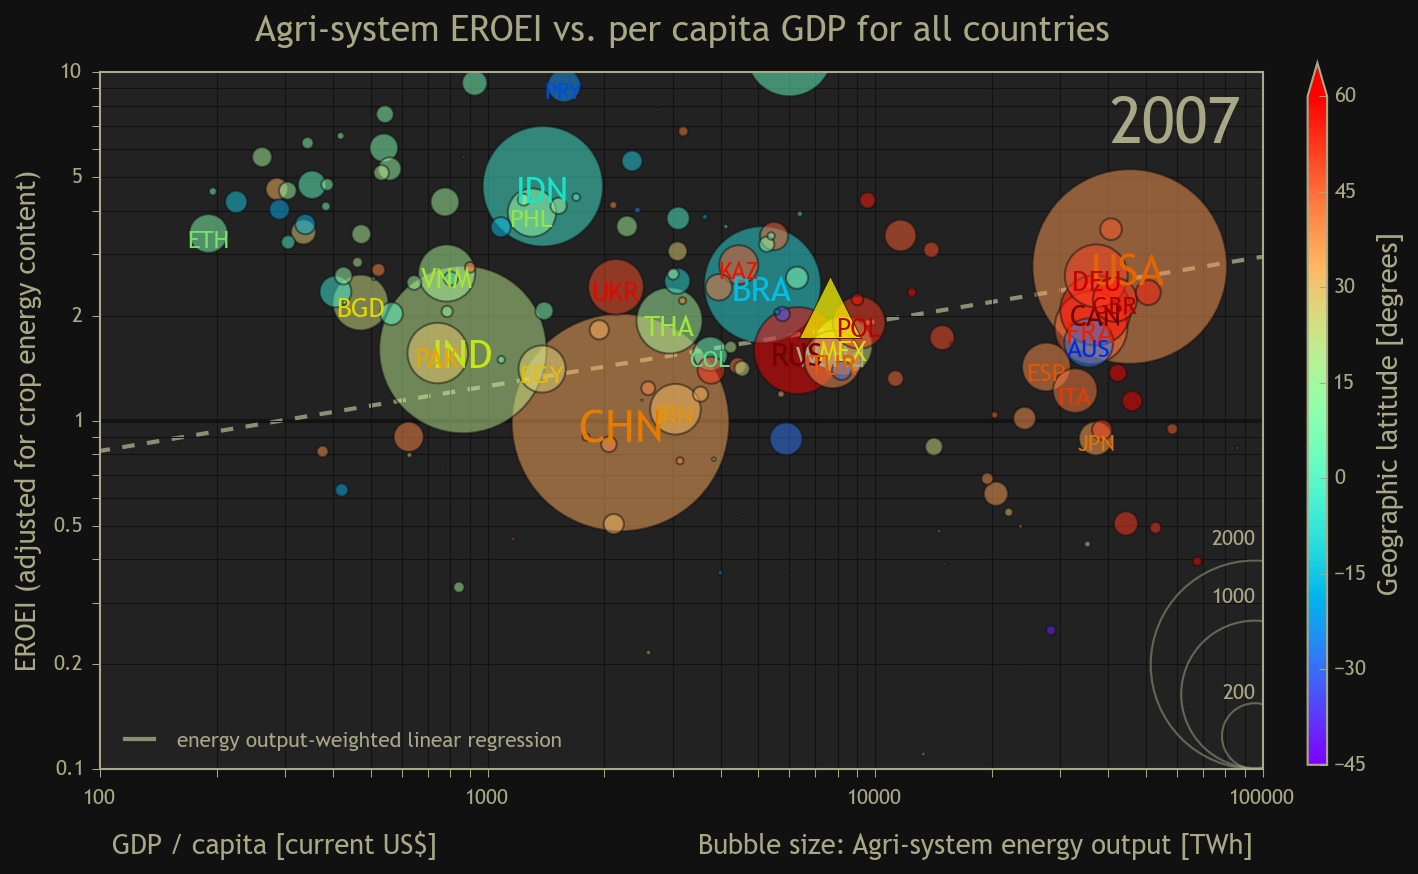 Agri-system EROEI vs. per capita GDP for all countries
2007
EROEI (adjusted for crop energy content)
10
5
2
1
0.5
0.2
0.1
PRY
IDN
PHL
ETH
VNM
KAZ
USA
DEU
BGD
UKR
BRA
GBR
CAN
THA
POL
FRA
PAK
IND
COL
RUS
MEX
AUS
EGY
TUR
ESP
IRN
ITA
CHN
JPN
2000
1000
200
energy output-weighted linear regression
100
1000
10000
100000
GDP / capita [current US$]
Bubble size: Agri-system energy output [TWh]
60
45
30
15
0
−15
−30
−45
Geographic latitude [degrees]